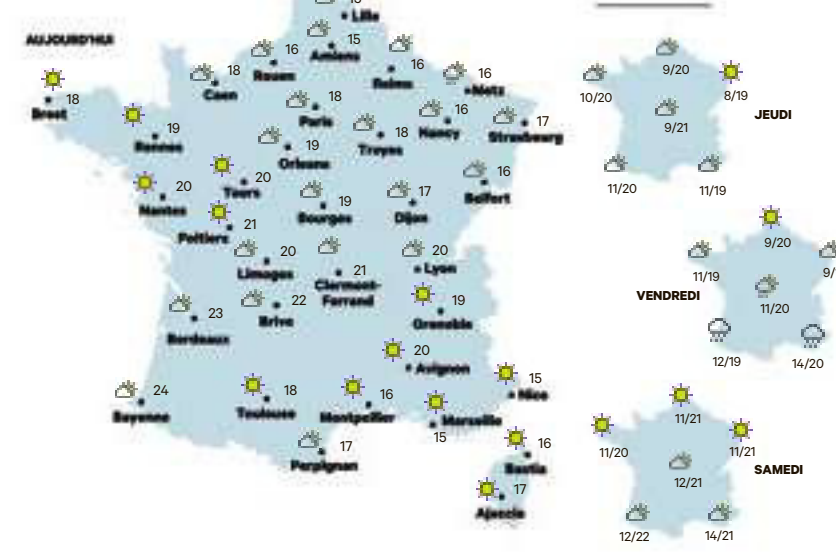 Lille
AUJOURD'HUI
15
Amiens
16
Rouen
16
Reims
18
Caen
16
Metz
18
Brest
18
Paris
16
Nancy
17
Strasbourg
19
Rennes
18
Troyes
19
Orleans
20
Tours
16
Belfort
20
Nantes
19
Bourges
17
Dijon
21
Poitiers
20
Limoges
21
Clermont-
Ferrand
20
Lyon
22
Brive
19
Grenoble
23
Bordeaux
20
Avignon
15
Nice
24
Bayonne
18
Toulouse
16
Montpellier
Marseille
15
17
Perpignan
16
Bastia
17
Ajaccio
9/20
10/20
8/19
9/21
JEUDI
11/20
11/19
9/20
11/19
9/
VENDREDI
11/20
12/19
14/20
11/21
11/20
11/21
12/21
SAMEDI
12/22
14/21